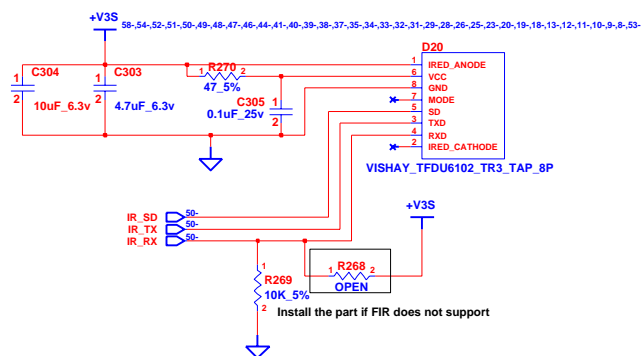 +V3S
58-,54-,52-,51-,50-,49-,48-,47-,46-,44-,41-,40-,39-,38-,37-,35-,34-,33-,32-,31-,29-,28-,26-,25-,24-,23-,20-,19-,18-,13-,12-,11-,10-,9-,8-,53-
D20
1 C304 2 10uF_6.3v
1 C303 2 4.7uF_6.3v
1 R270 2 47_5%
1 C305 2 0.1uF_25v
1 IRED_ANODE
6 VCC
8 GND
7 MODE
5 SD
3 TXD
4 RXD
2 IRED_CATHODE
VISHAY_TFDU6102_TR3_TAP_8P
+V3S
IR_SD 50-
IR_TX 50-
IR_RX 50-
1 R268 2
OPEN
1 R269 10K_5% 2
Install the part if FIR does not support